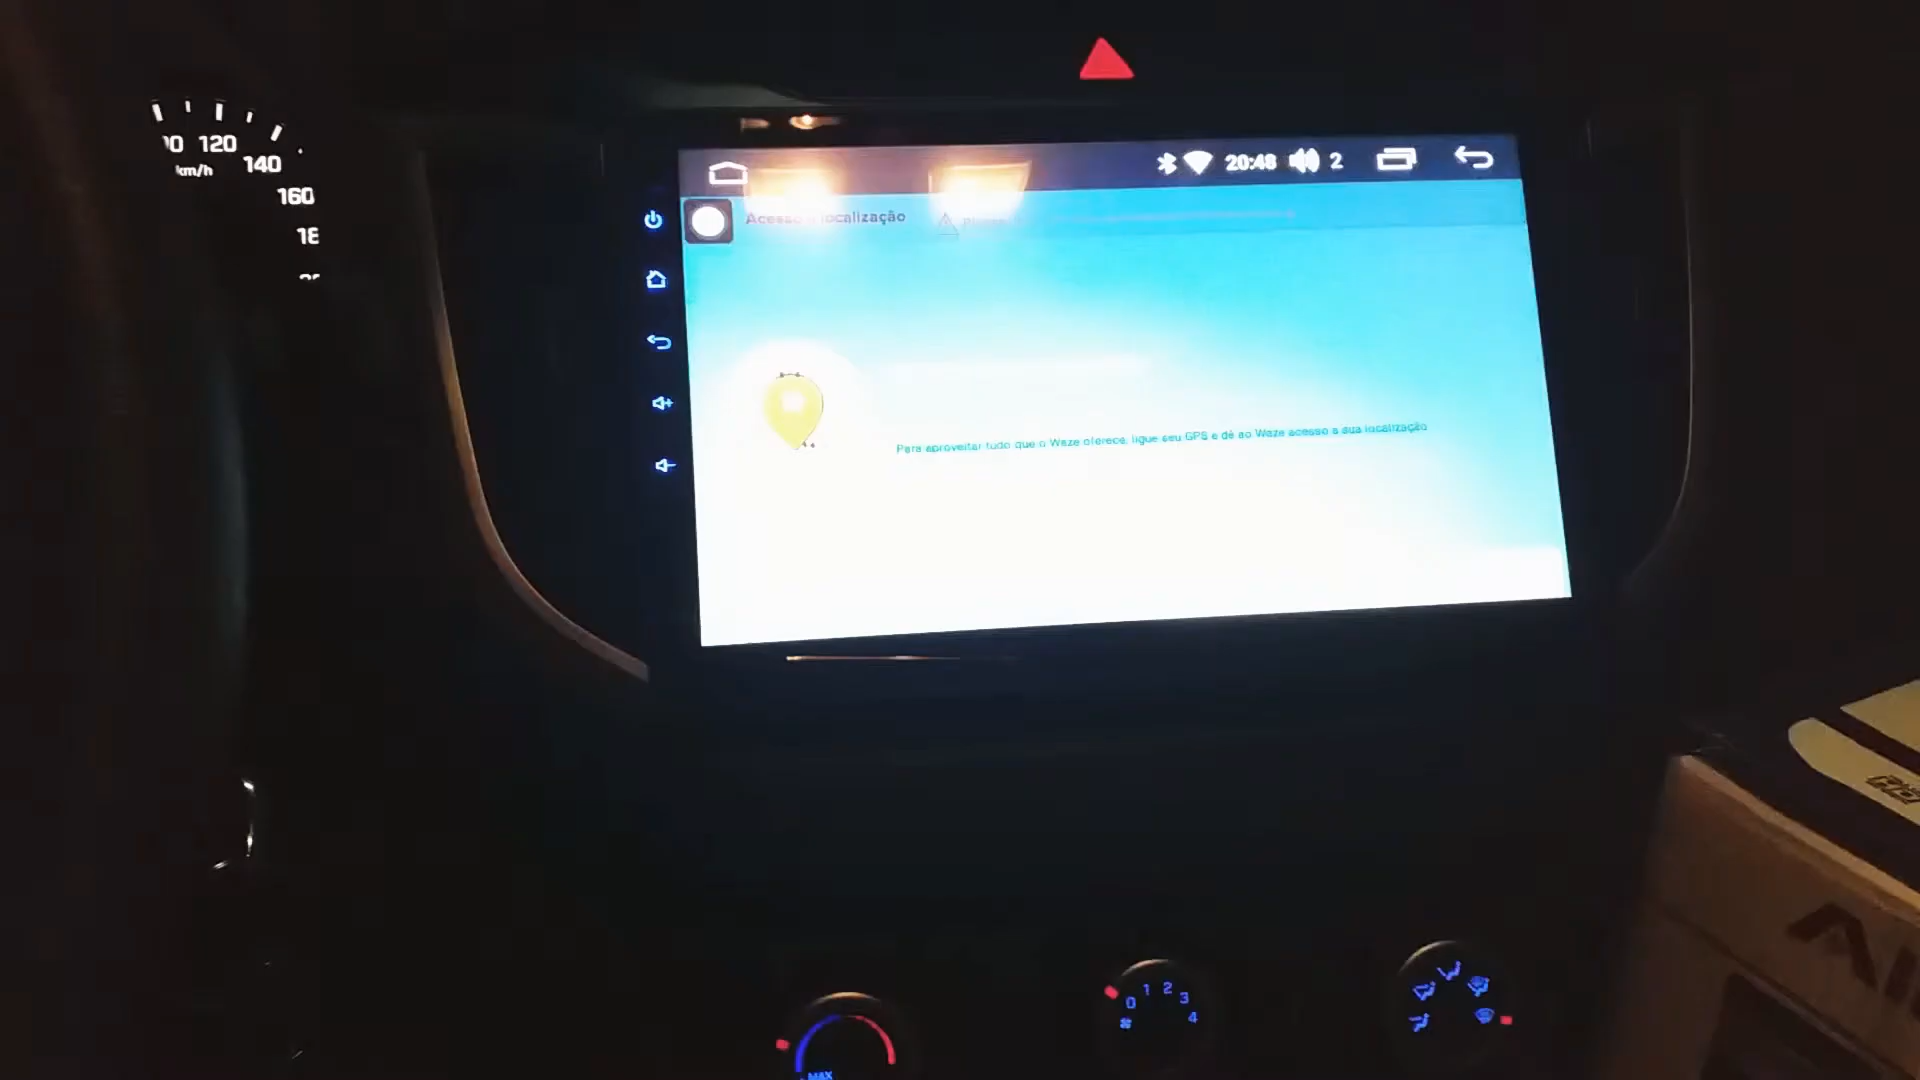 120
140
km/h
160
20:48 2
Acesso localização
Para aproveitar tudo que o Waze oferece, ligue seu GPS e dê ao Waze acesso a sua localização
0 1 2 3 4
MAX